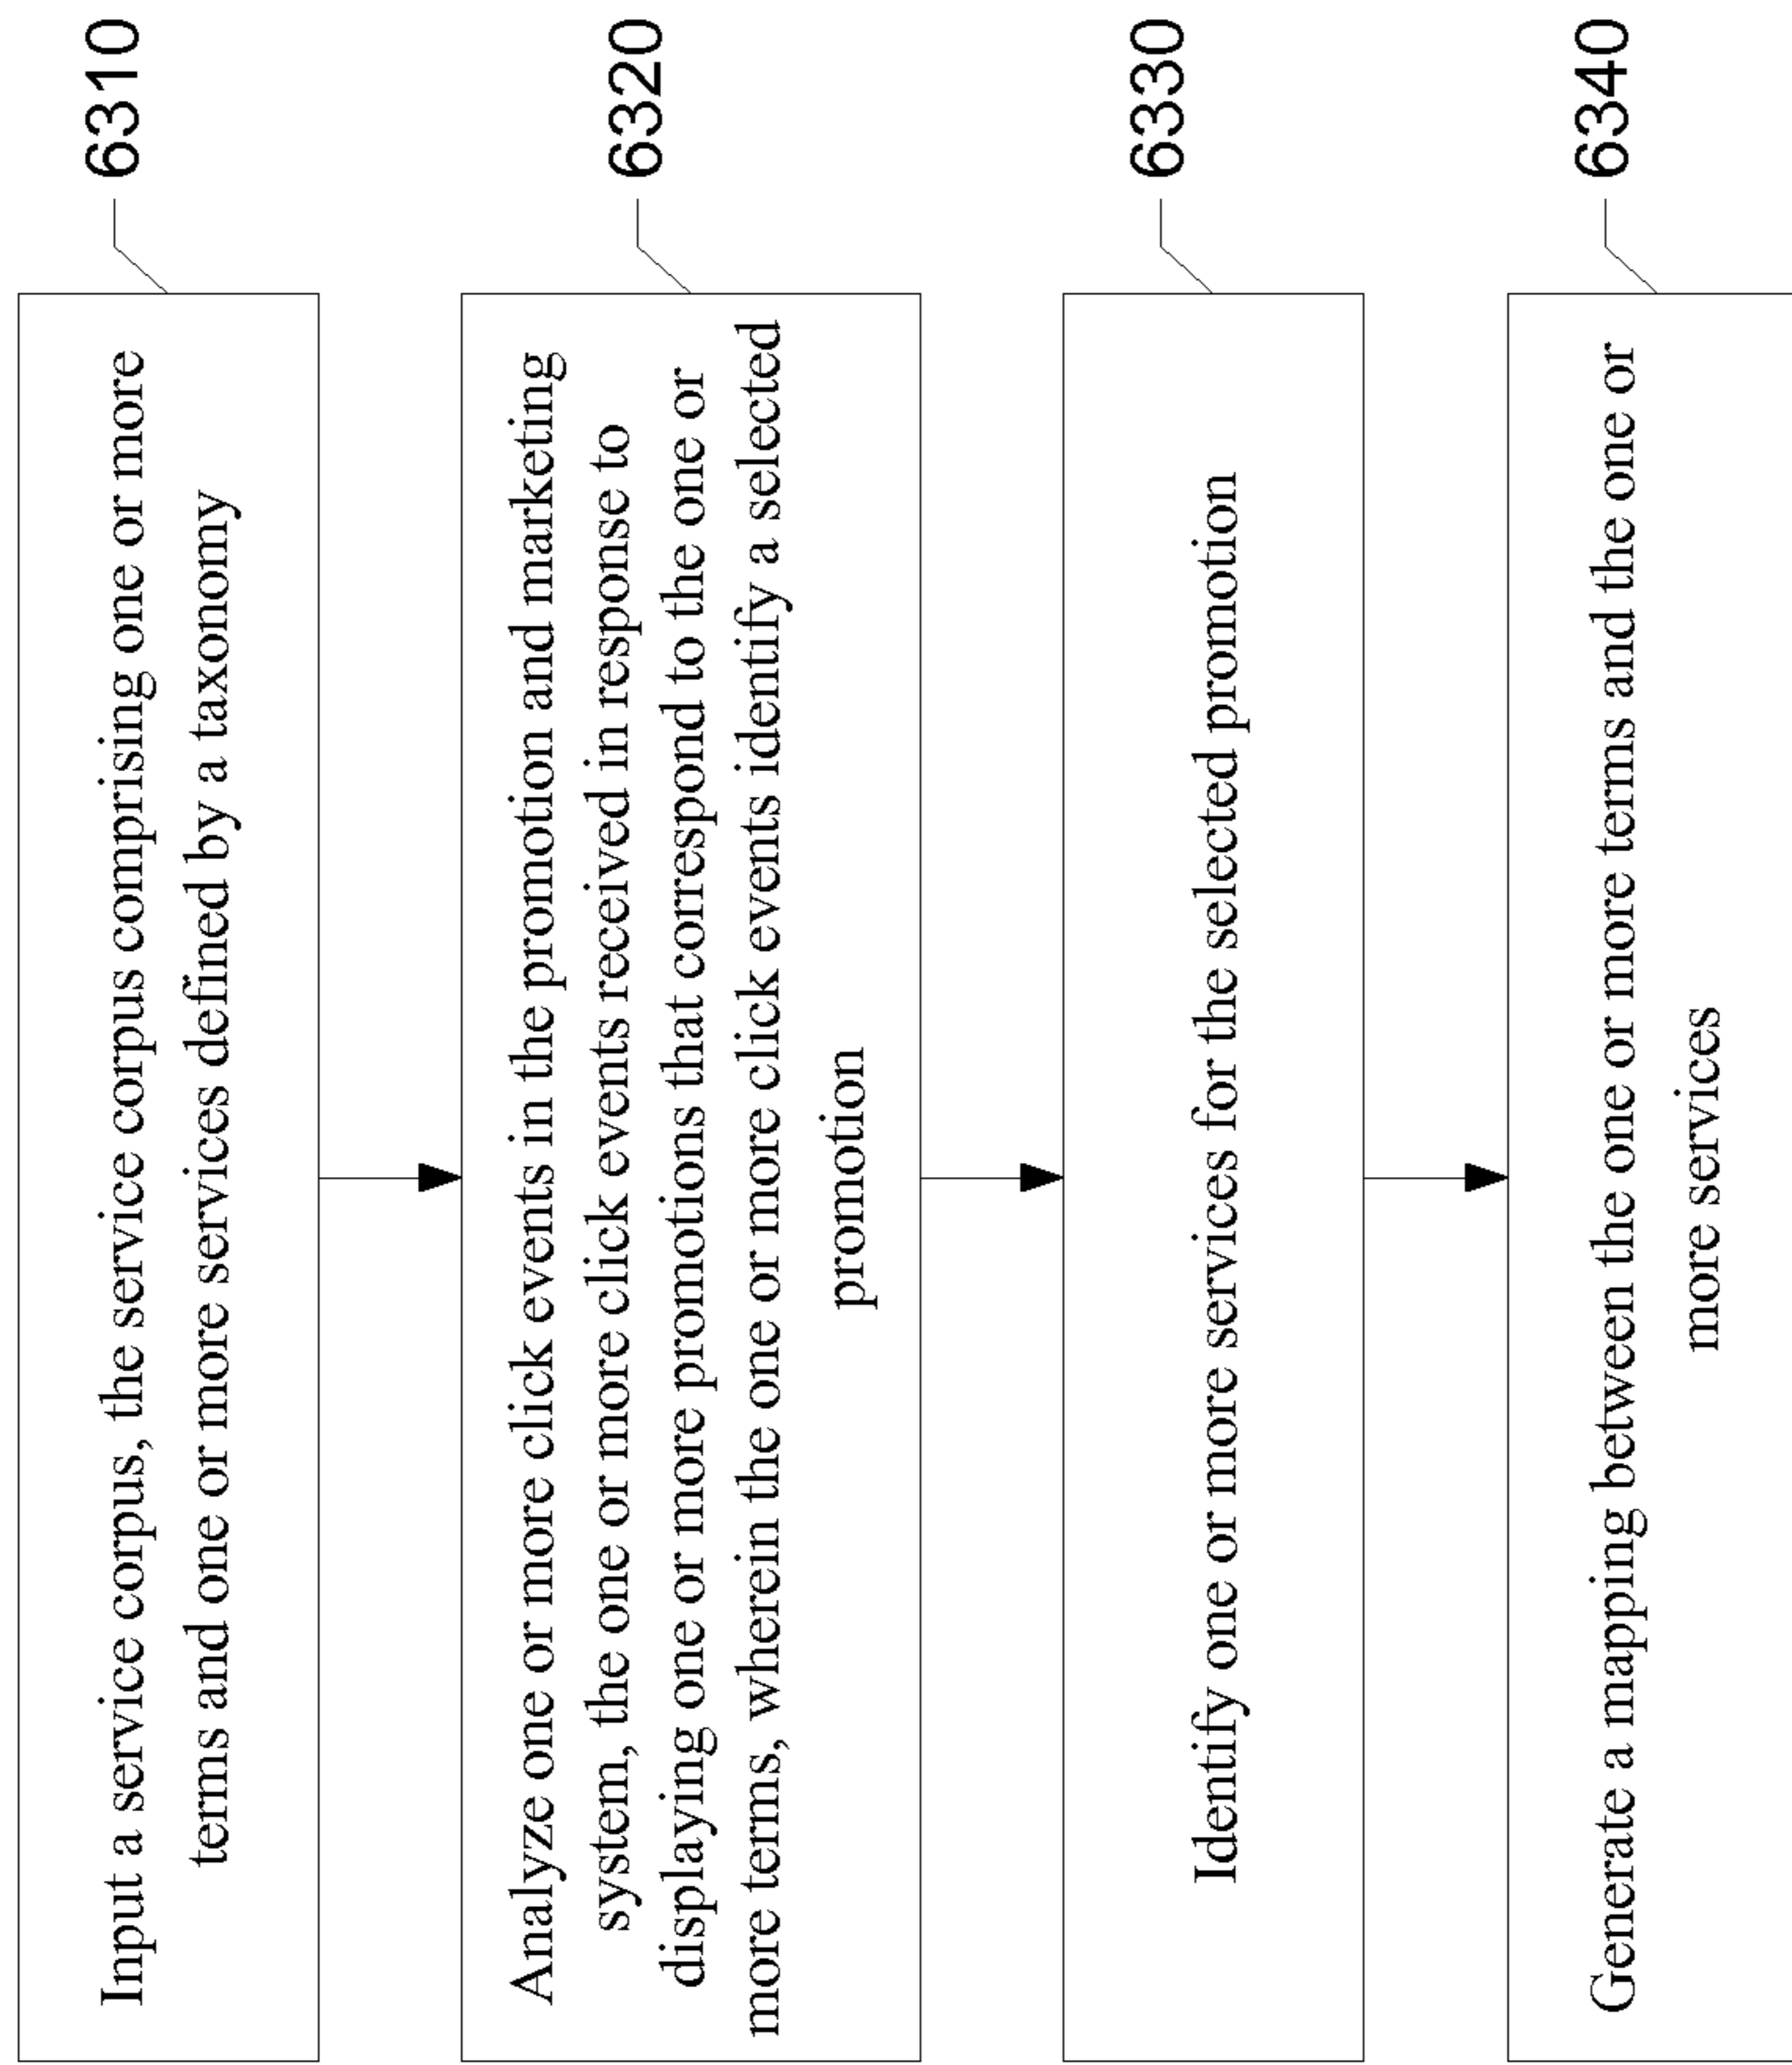 Input a service corpus, the service corpus comprising one or more
terms and one or more services defined by a taxonomy
6310
Analyze one or more click events in the promotion and marketing
system, the one or more click events received in response to
displaying one or more promotions that correspond to the one or
more terms, wherein the one or more click events identify a selected
promotion
6320
Identify one or more services for the selected promotion
6330
Generate a mapping between the one or more terms and the one or
more services
6340